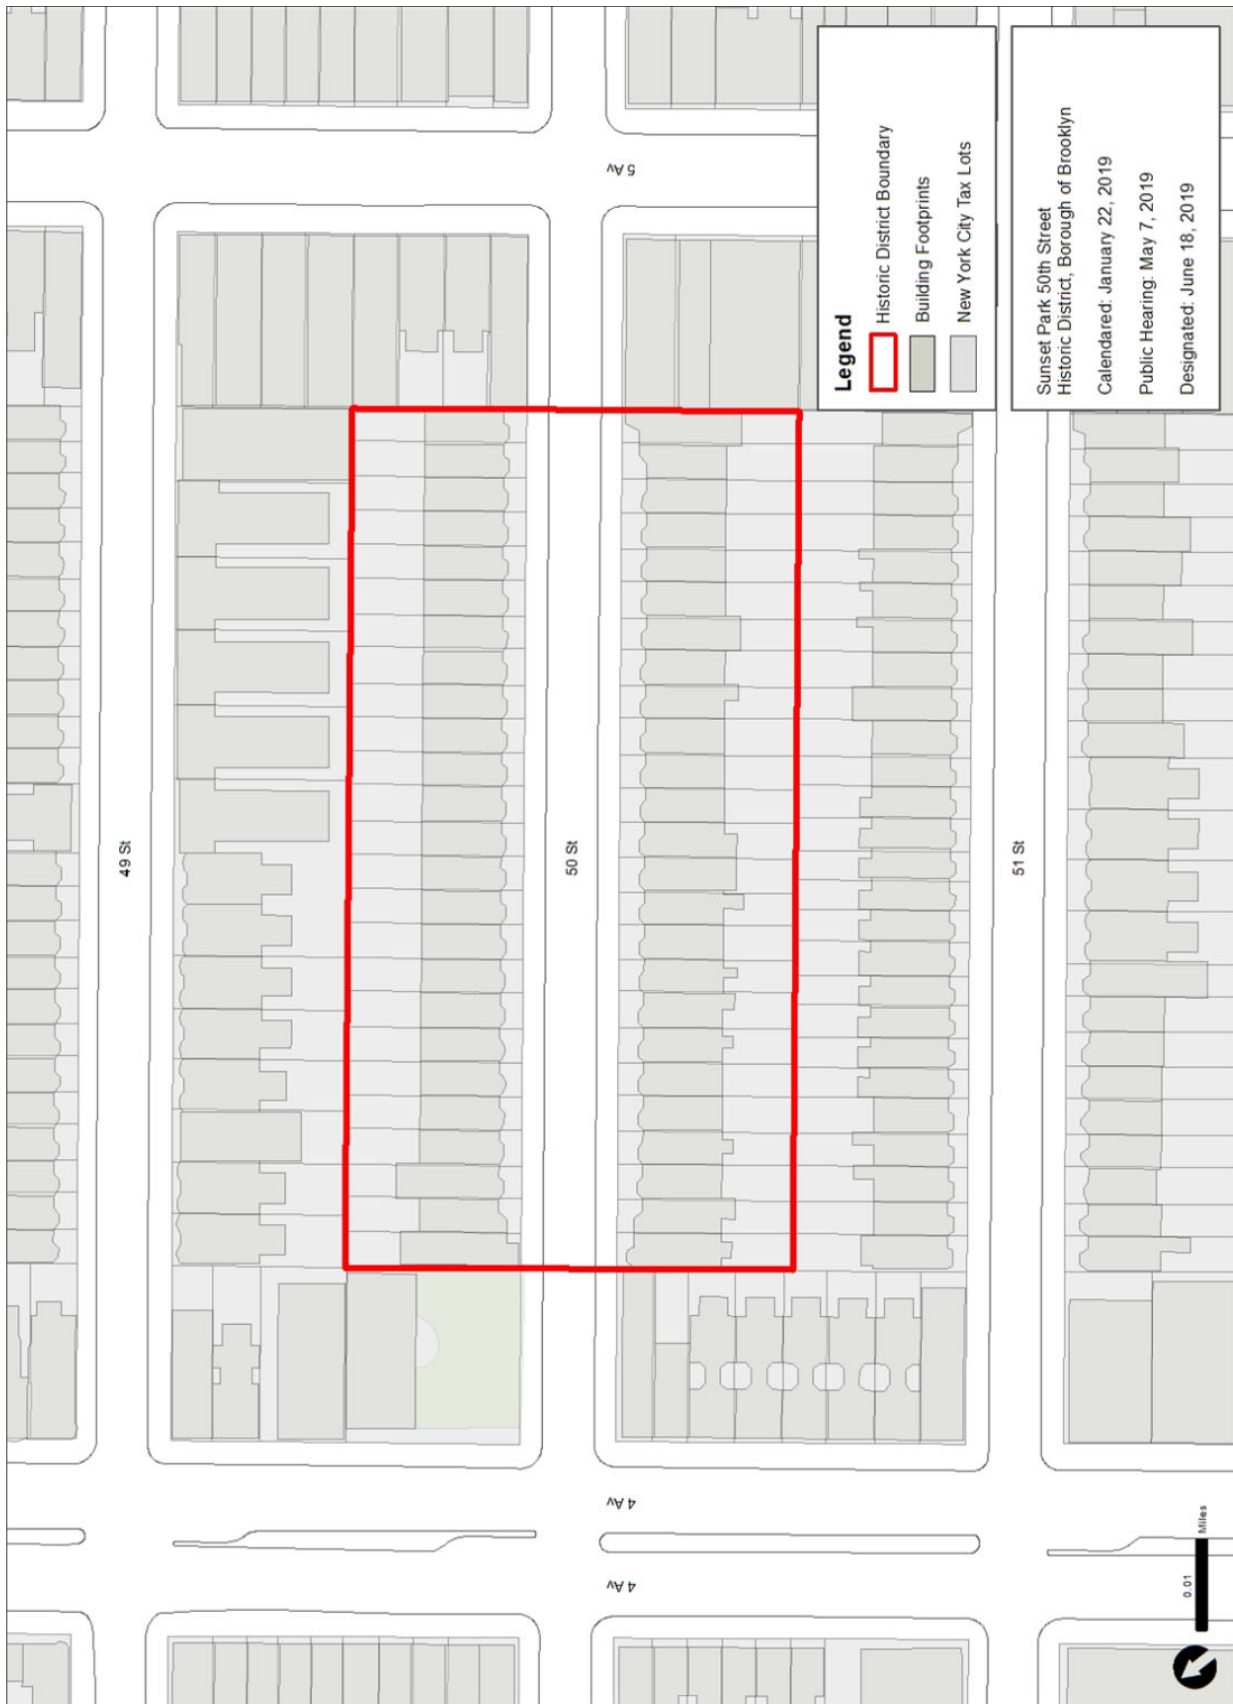 5 Av
Legend
Historic District Boundary
Building Footprints
New York City Tax Lots
Sunset Park 50th Street
Historic District, Borough of Brooklyn
Calendared: January 22, 2019
Public Hearing: May 7, 2019
Designated: June 18, 2019
49 St
50 St
51 St
4 Av
4 Av
0.01
Miles